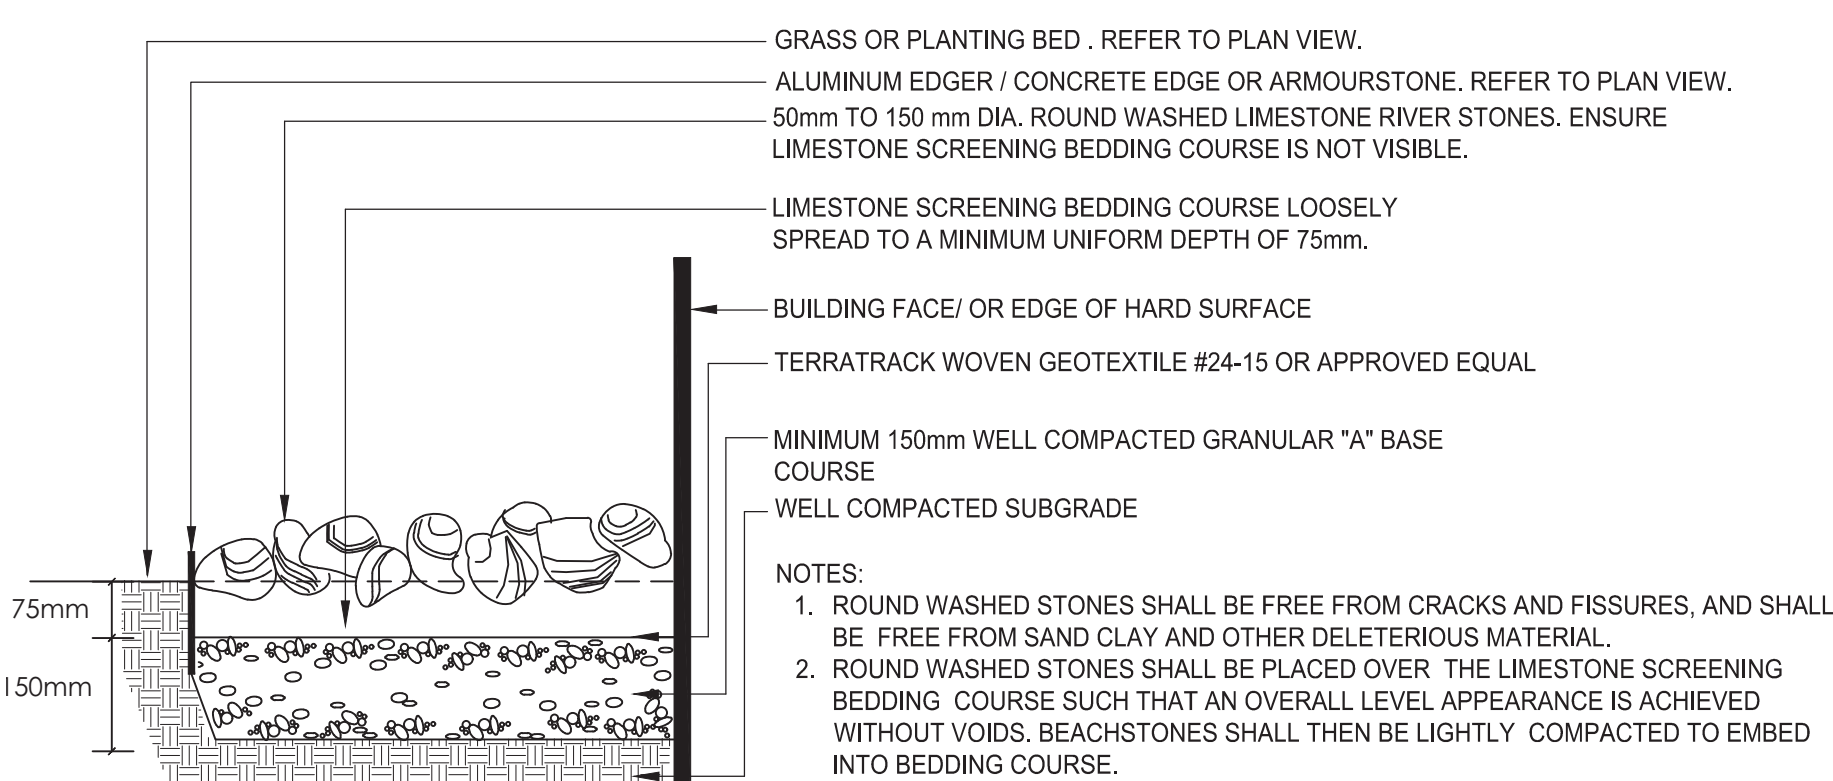 GRASS OR PLANTING BED . REFER TO PLAN VIEW.
ALUMINUM EDGER / CONCRETE EDGE OR ARMOURSTONE. REFER TO PLAN VIEW.
50mm TO 150 mm DIA. ROUND WASHED LIMESTONE RIVER STONES. ENSURE
LIMESTONE SCREENING BEDDING COURSE IS NOT VISIBLE.
LIMESTONE SCREENING BEDDING COURSE LOOSELY
SPREAD TO A MINIMUM UNIFORM DEPTH OF 75mm.
BUILDING FACE/ OR EDGE OF HARD SURFACE
TERRATRACK WOVEN GEOTEXTILE #24-15 OR APPROVED EQUAL
MINIMUM 150mm WELL COMPACTED GRANULAR "A" BASE
COURSE
WELL COMPACTED SUBGRADE
75mm
150mm
NOTES:
1. ROUND WASHED STONES SHALL BE FREE FROM CRACKS AND FISSURES, AND SHALL
BE FREE FROM SAND CLAY AND OTHER DELETERIOUS MATERIAL.
2. ROUND WASHED STONES SHALL BE PLACED OVER THE LIMESTONE SCREENING
BEDDING COURSE SUCH THAT AN OVERALL LEVEL APPEARANCE IS ACHIEVED
WITHOUT VOIDS. BEACHSTONES SHALL THEN BE LIGHTLY COMPACTED TO EMBED
INTO BEDDING COURSE.